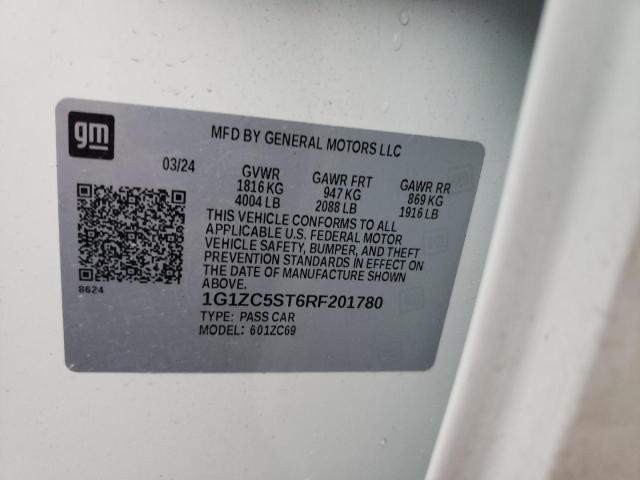 gm
MFD BY GENERAL MOTORS LLC
03/24
GVWR GAWR FRT GAWR RR
1816 KG 947 KG 869 KG
4004 LB 2088 LB 1916 LB
THIS VEHICLE CONFORMS TO ALL
APPLICABLE U.S. FEDERAL MOTOR
VEHICLE SAFETY, BUMPER, AND THEFT
PREVENTION STANDARDS IN EFFECT ON
THE DATE OF MANUFACTURE SHOWN
ABOVE.
8624
1G1ZC5ST6RF201780
TYPE: PASS CAR
MODEL: 601ZC69